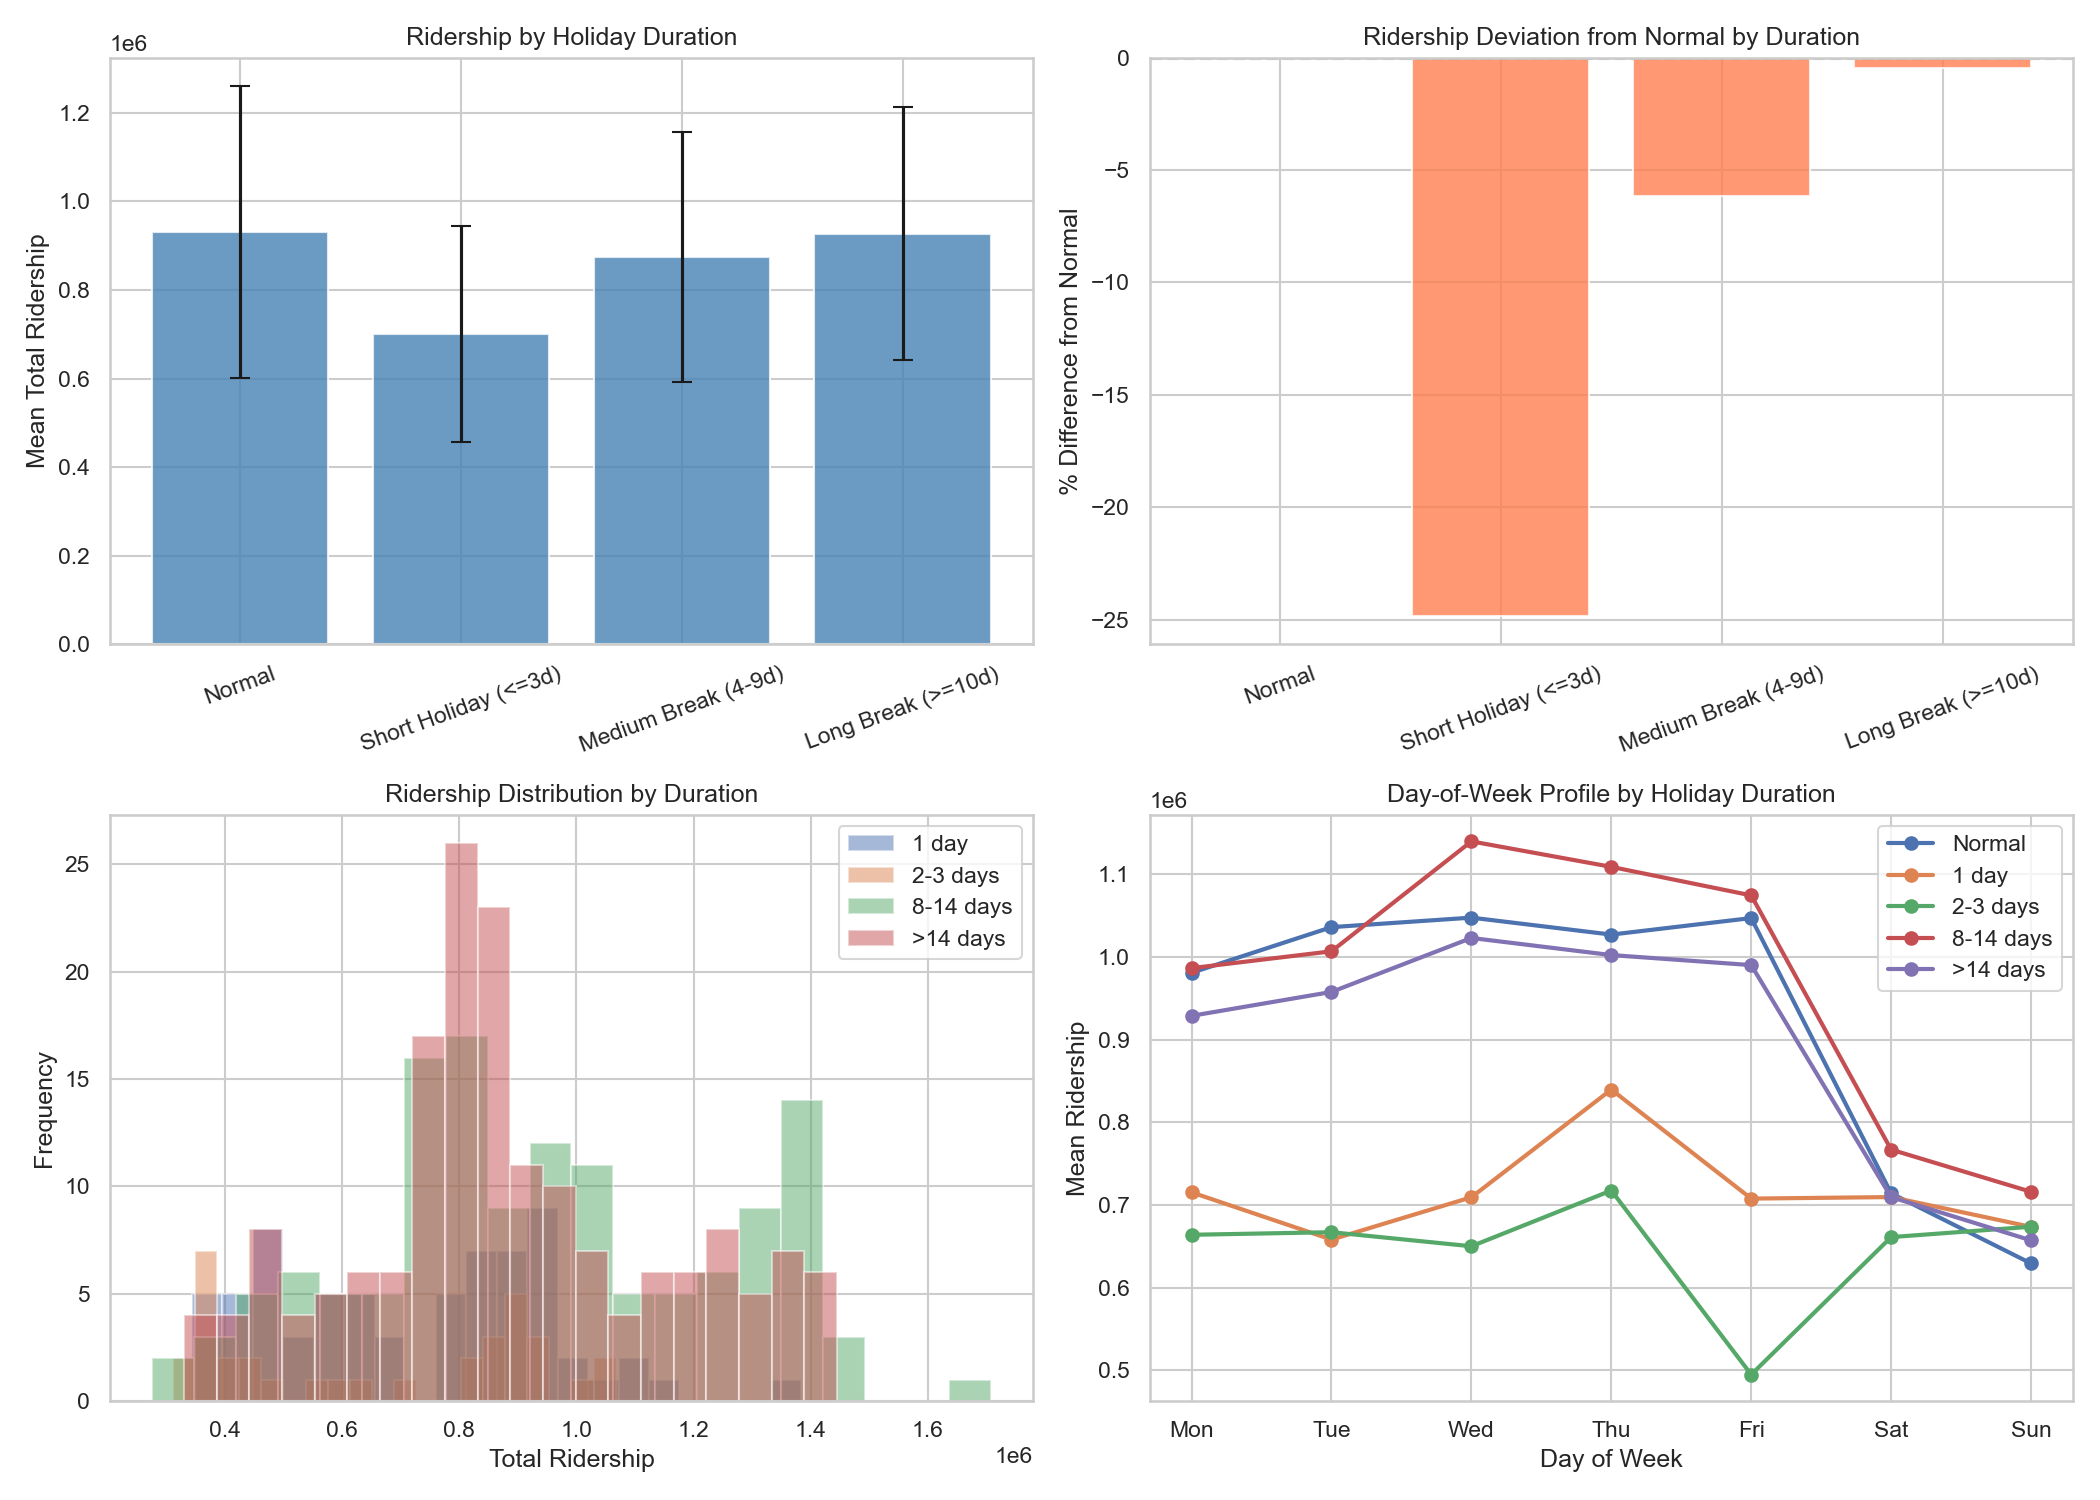 Ridership by Holiday Duration
1e6
Mean Total Ridership
1.2
1.0
0.8
0.6
0.4
0.2
0.0
Normal
Short Holiday (<=3d)
Medium Break (4-9d)
Long Break (>=10d)
Ridership Deviation from Normal by Duration
% Difference from Normal
0
−5
−10
−15
−20
−25
Normal
Short Holiday (<=3d)
Medium Break (4-9d)
Long Break (>=10d)
Ridership Distribution by Duration
Frequency
25
20
15
10
5
0
1 day
2-3 days
8-14 days
>14 days
0.4
0.6
0.8
1.0
1.2
1.4
1.6
Total Ridership
1e6
Day-of-Week Profile by Holiday Duration
1e6
Mean Ridership
1.1
1.0
0.9
0.8
0.7
0.6
0.5
Normal
1 day
2-3 days
8-14 days
>14 days
Mon
Tue
Wed
Thu
Fri
Sat
Sun
Day of Week